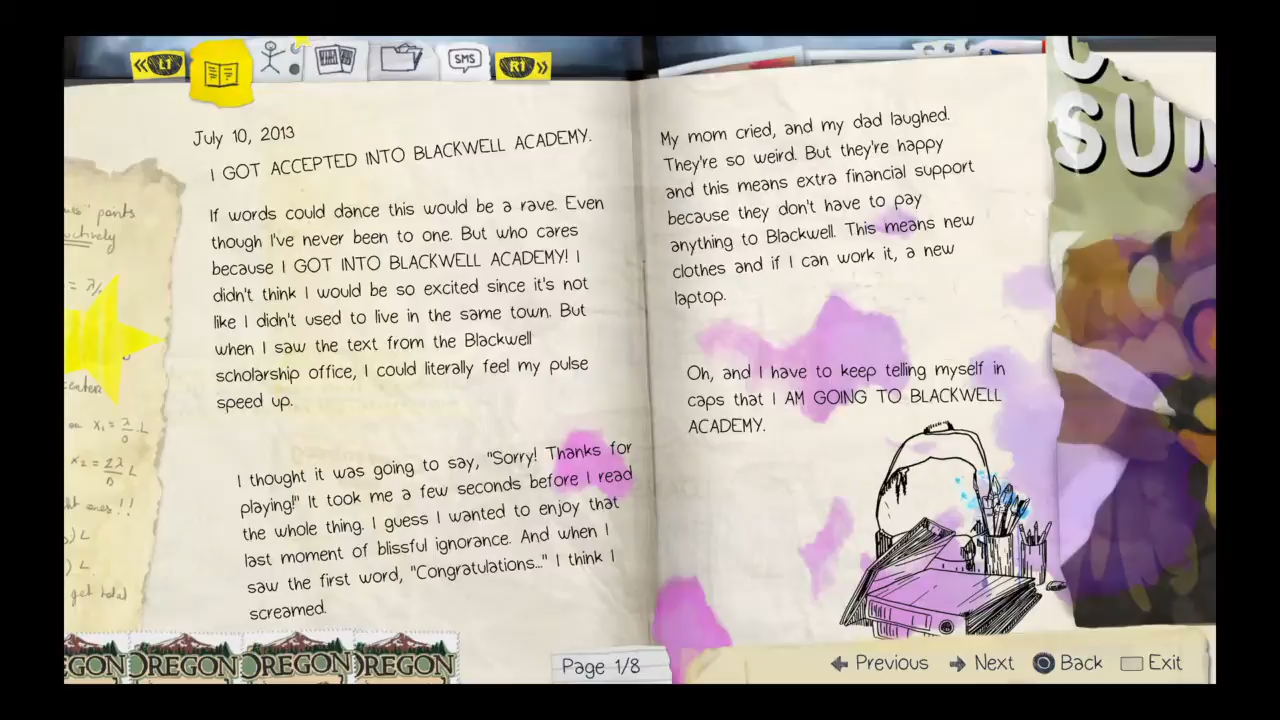 LT
SMS
R1
July 10, 2013
I GOT ACCEPTED INTO BLACKWELL ACADEMY.
If words could dance this would be a rave. Even
though I've never been to one. But who cares
because I GOT INTO BLACKWELL ACADEMY! I
didn't think I would be so excited since it's not
like I didn't used to live in the same town. But
when I saw the text from the Blackwell
scholarship office, I could literally feel my pulse
speed up.
I thought it was going to say, "Sorry! Thanks for
playing!" It took me a few seconds before I read
the whole thing. I guess I wanted to enjoy that
last moment of blissful ignorance. And when I
saw the first word, "Congratulations..." I think I
screamed.
My mom cried, and my dad laughed.
They're so weird. But they're happy
and this means extra financial support
because they don't have to pay
anything to Blackwell. This means new
clothes and if I can work it, a new
laptop.
Oh, and I have to keep telling myself in
caps that I AM GOING TO BLACKWELL
ACADEMY.
points
get total
EGON OREGON OREGON OREGON
Page 1/8
Previous Next Back Exit